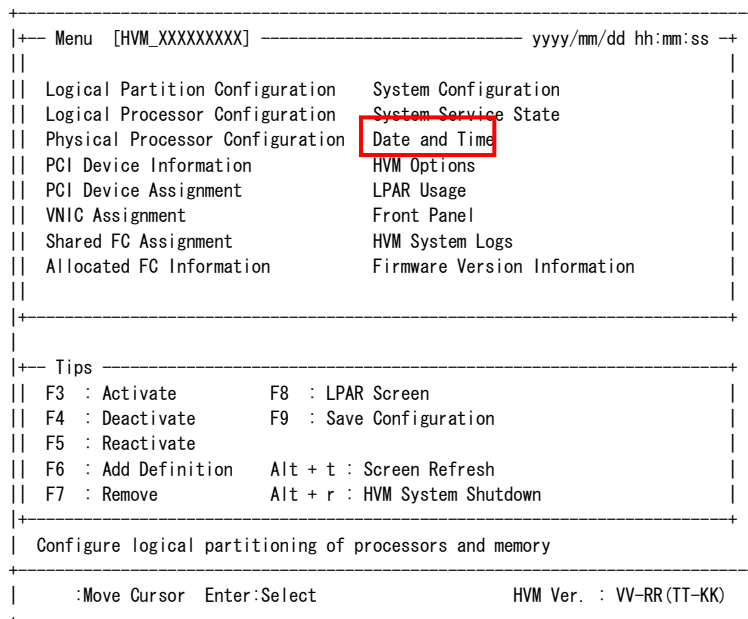 Menu [HVM_XXXXXXXXX] yyyy/mm/dd hh:mm:ss
Logical Partition Configuration System Configuration
Logical Processor Configuration System Service State
Physical Processor Configuration Date and Time
PCI Device Information HVM Options
PCI Device Assignment LPAR Usage
VNIC Assignment Front Panel
Shared FC Assignment HVM System Logs
Allocated FC Information Firmware Version Information
Tips
F3 : Activate F8 : LPAR Screen
F4 : Deactivate F9 : Save Configuration
F5 : Reactivate
F6 : Add Definition Alt + t : Screen Refresh
F7 : Remove Alt + r : HVM System Shutdown
Configure logical partitioning of processors and memory
:Move Cursor Enter:Select HVM Ver. : VV-RR(TT-KK)